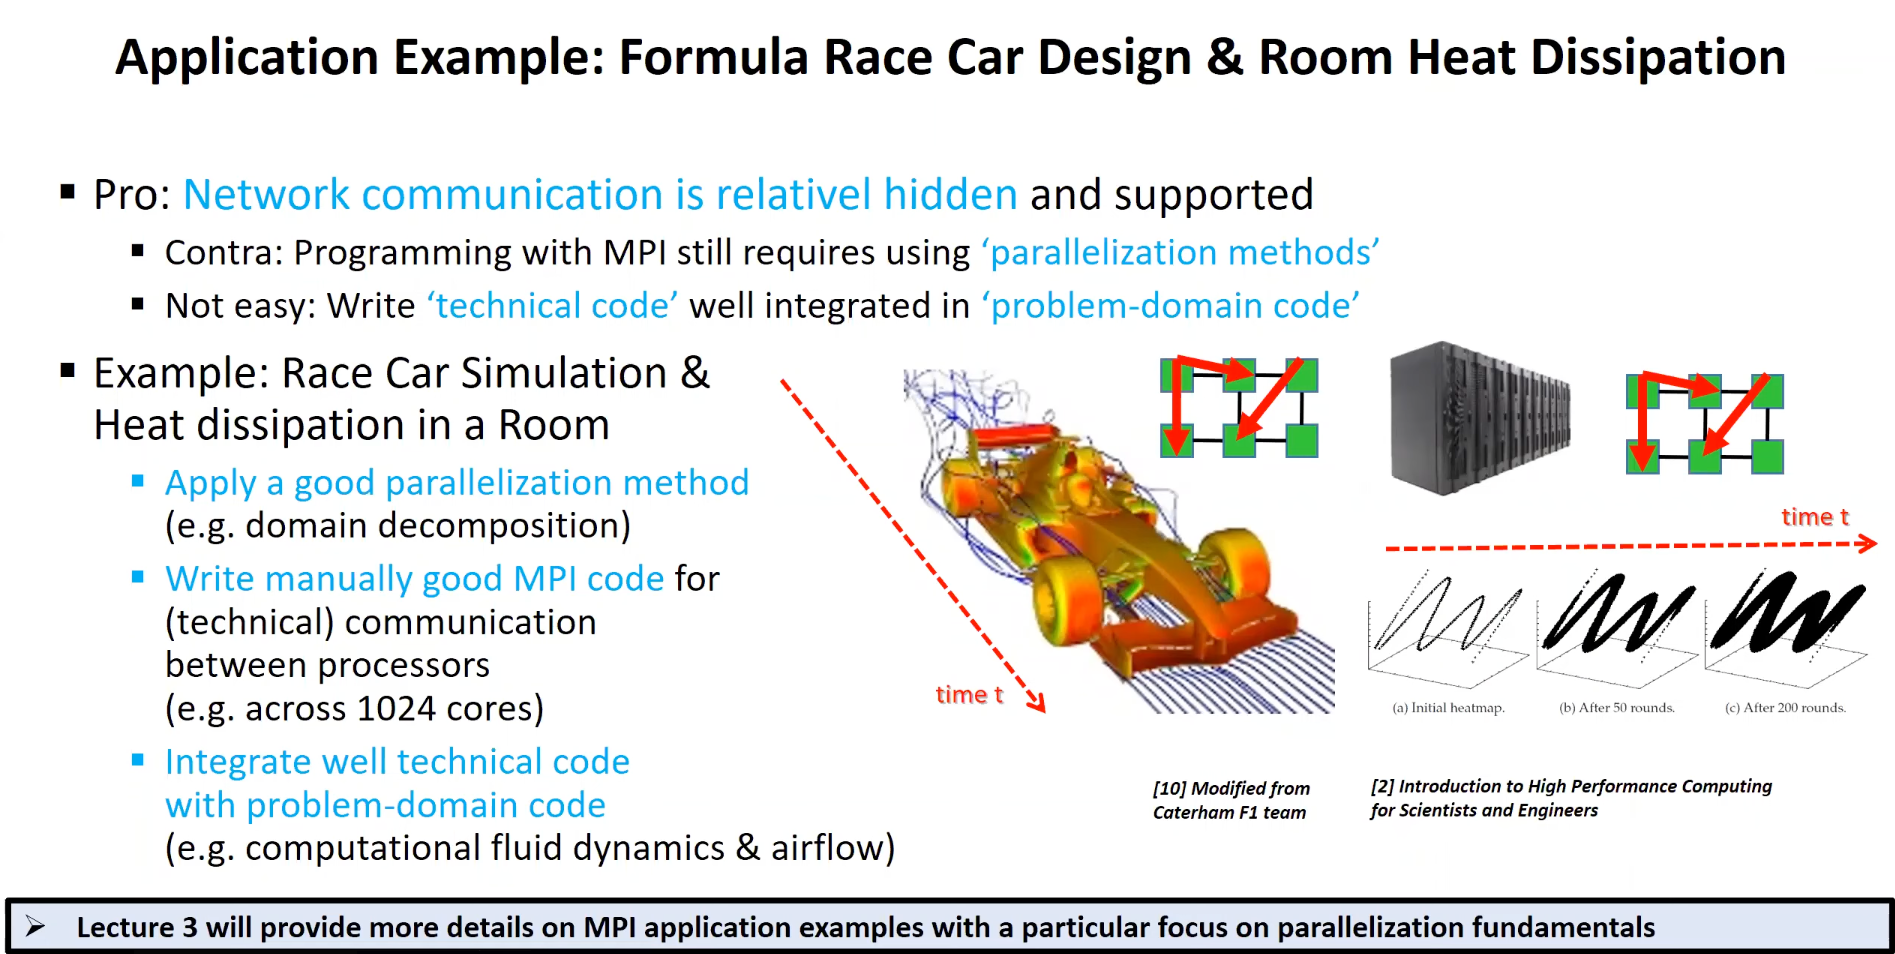 Application Example: Formula Race Car Design & Room Heat Dissipation
▪ Pro: Network communication is relativel hidden and supported
▪ Contra: Programming with MPI still requires using ‘parallelization methods’
▪ Not easy: Write ‘technical code’ well integrated in ‘problem-domain code’
▪ Example: Race Car Simulation &
Heat dissipation in a Room
▪ Apply a good parallelization method
(e.g. domain decomposition)
▪ Write manually good MPI code for
(technical) communication
between processors
(e.g. across 1024 cores)
▪ Integrate well technical code
with problem-domain code
(e.g. computational fluid dynamics & airflow)
time t
[10] Modified from
Caterham F1 team
time t
(a) Initial heatmap.
(b) After 50 rounds.
(c) After 200 rounds.
[2] Introduction to High Performance Computing
for Scientists and Engineers
➢ Lecture 3 will provide more details on MPI application examples with a particular focus on parallelization fundamentals